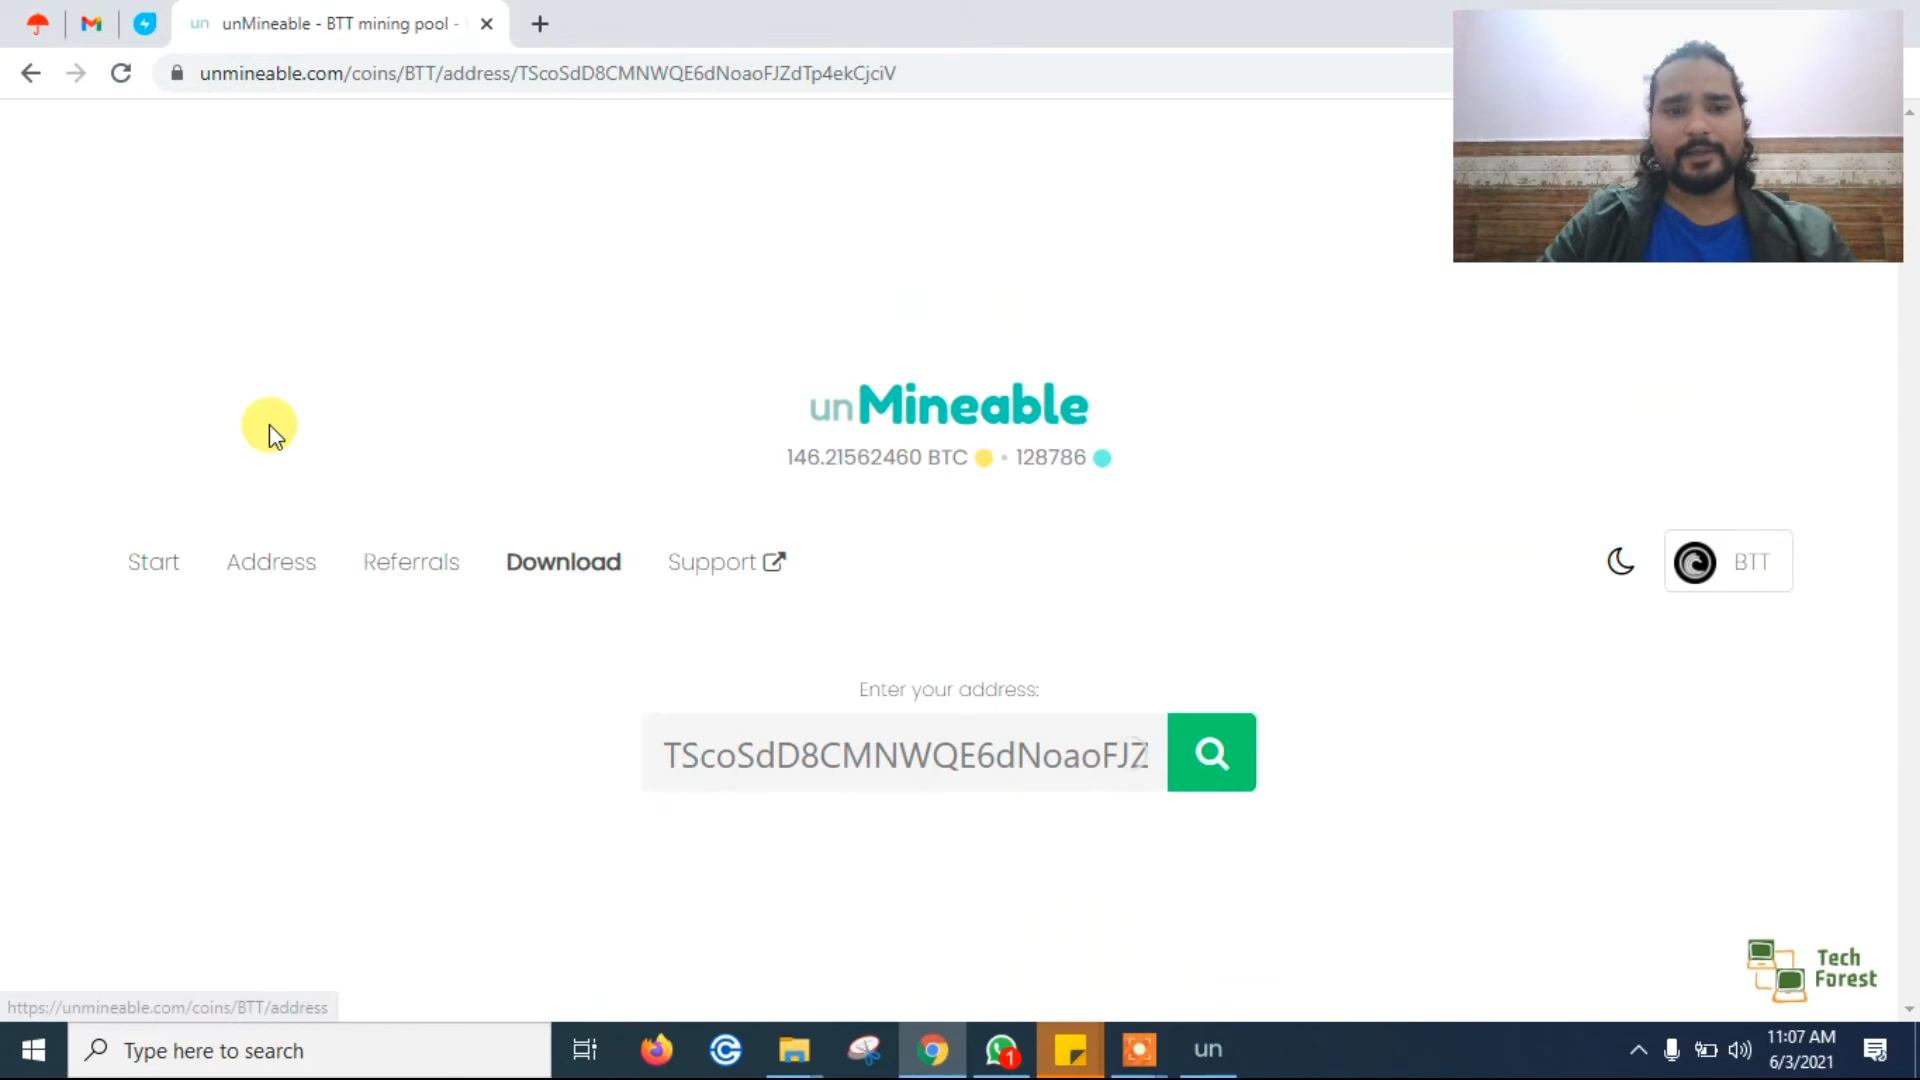 un unMineable - BTT mining pool -
unmineable.com/coins/BTT/address/TScoSdD8CMNWQE6dNoaoFJZdTp4ekCjciV
unMineable
146.21562460 BTC • 128786
Start Address Referrals Download Support BTT
Enter your address:
TScoSdD8CMNWQE6dNoaoFJZ
Tech
Forest
https://unmineable.com/coins/BTT/address
Type here to search
1
un
11:07 AM
6/3/2021